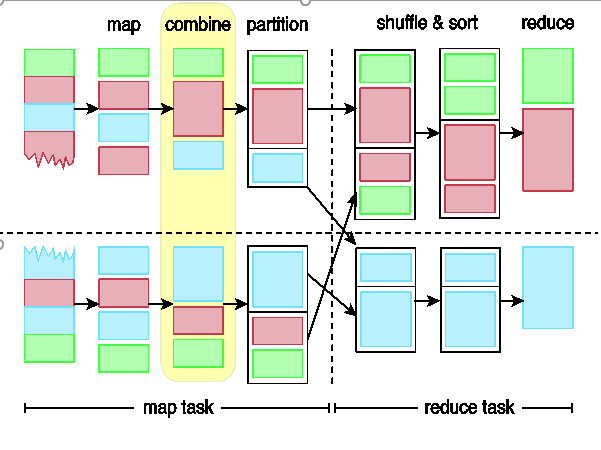 map combine partition shuffle & sort reduce
map task reduce task